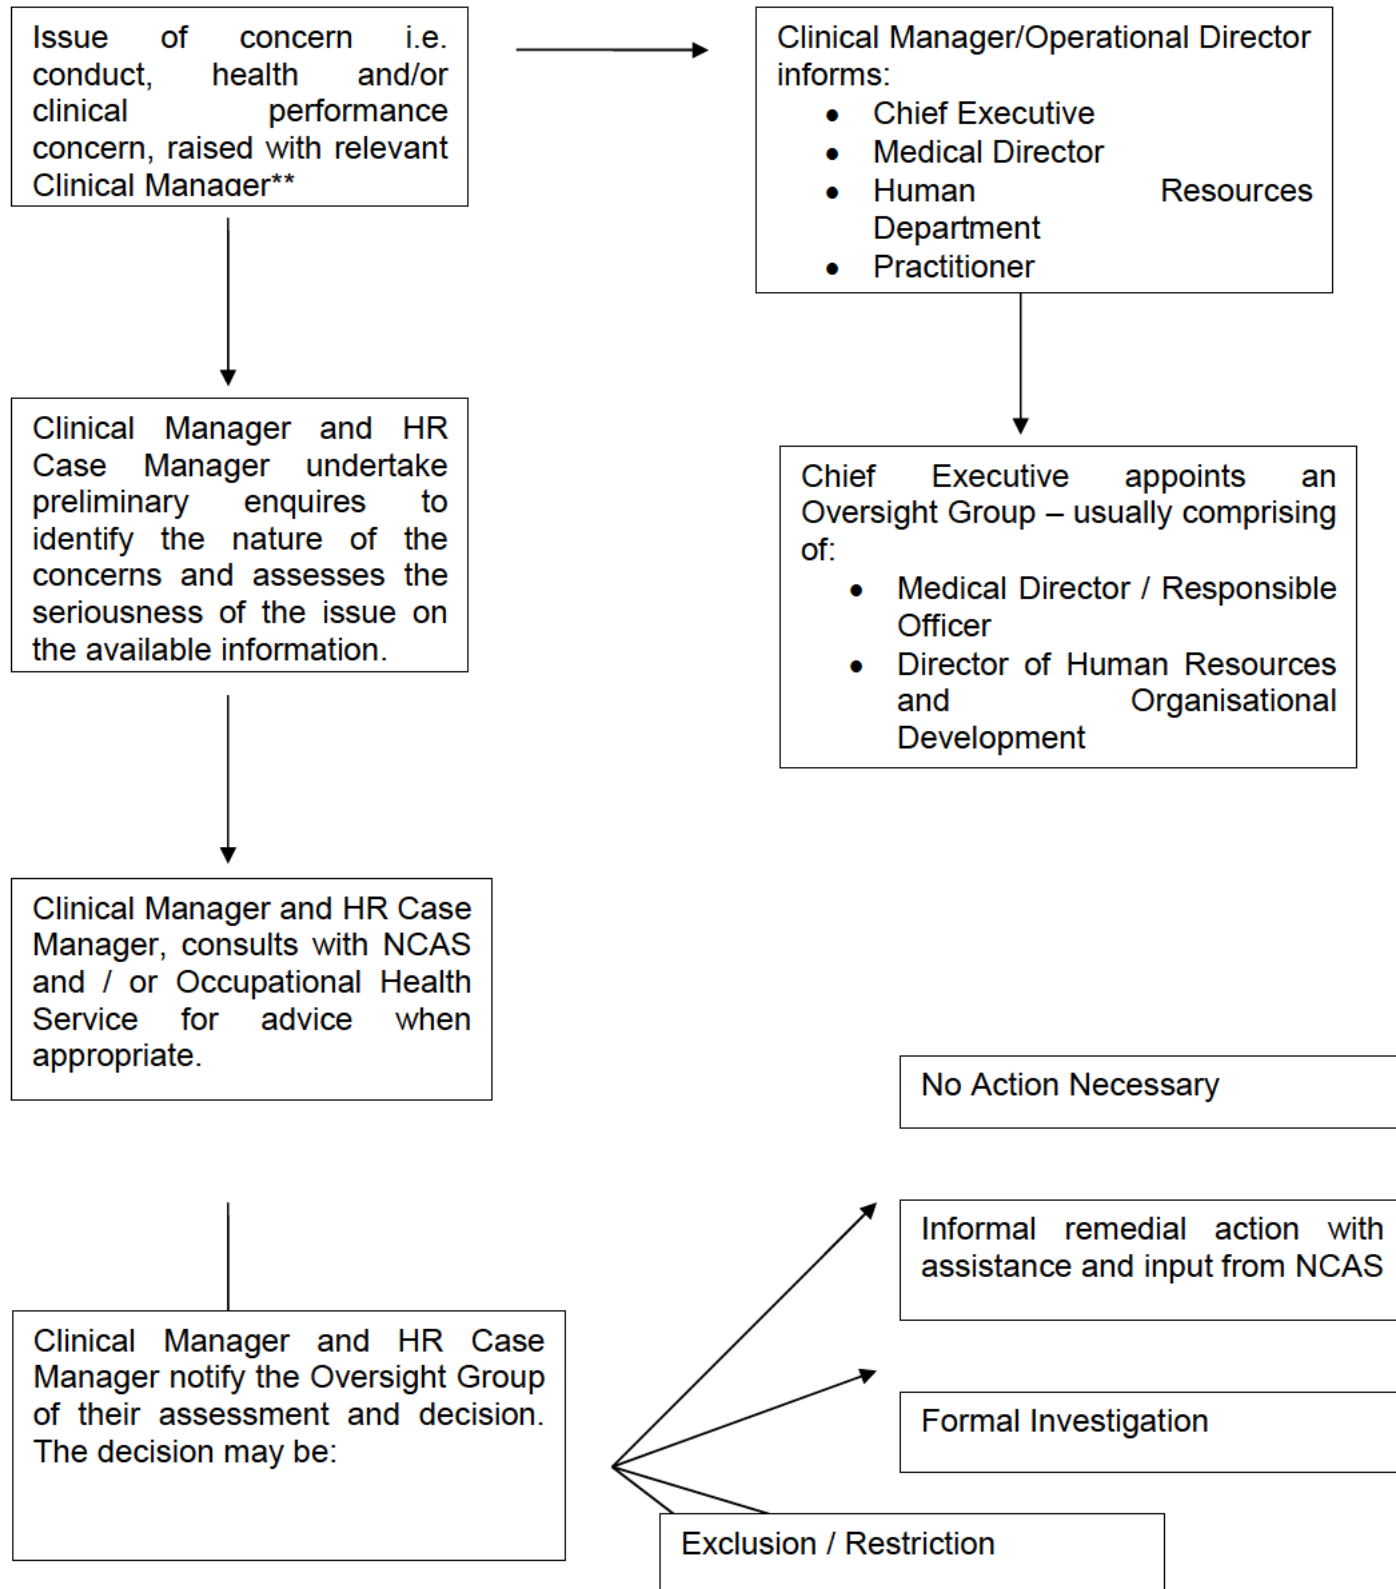 Issue of concern i.e.
conduct, health and/or
clinical performance
concern, raised with relevant
Clinical Manager**
Clinical Manager/Operational Director
informs:
• Chief Executive
• Medical Director
• Human Resources
Department
• Practitioner
Clinical Manager and HR
Case Manager undertake
preliminary enquires to
identify the nature of the
concerns and assesses the
seriousness of the issue on
the available information.
Chief Executive appoints an
Oversight Group – usually comprising
of:
• Medical Director / Responsible
Officer
• Director of Human Resources
and Organisational
Development
Clinical Manager and HR Case
Manager, consults with NCAS
and / or Occupational Health
Service for advice when
appropriate.
No Action Necessary
Informal remedial action with
assistance and input from NCAS
Clinical Manager and HR Case
Manager notify the Oversight Group
of their assessment and decision.
The decision may be:
Formal Investigation
Exclusion / Restriction